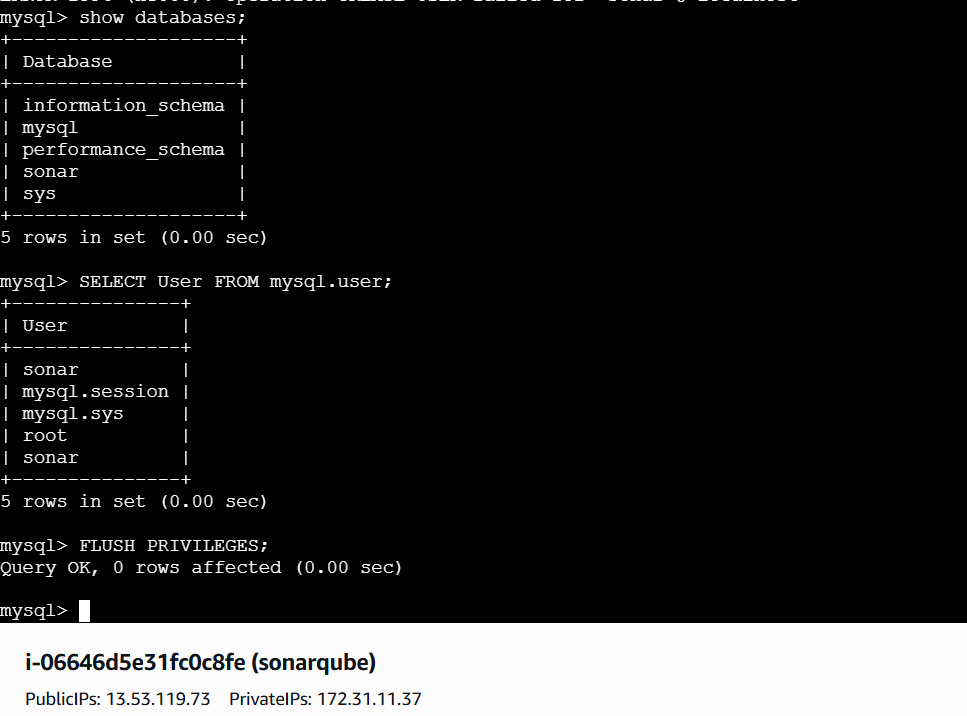 mysql> show databases;
+--------------------+
| Database           |
+--------------------+
| information_schema |
| mysql              |
| performance_schema |
| sonar              |
| sys                |
+--------------------+
5 rows in set (0.00 sec)
mysql> SELECT User FROM mysql.user;
+---------------+
| User          |
+---------------+
| sonar         |
| mysql.session |
| mysql.sys     |
| root          |
| sonar         |
+---------------+
5 rows in set (0.00 sec)
mysql> FLUSH PRIVILEGES;
Query OK, 0 rows affected (0.00 sec)
mysql>
i-06646d5e31fc0c8fe (sonarqube)
PublicIPs: 13.53.119.73 PrivateIPs: 172.31.11.37